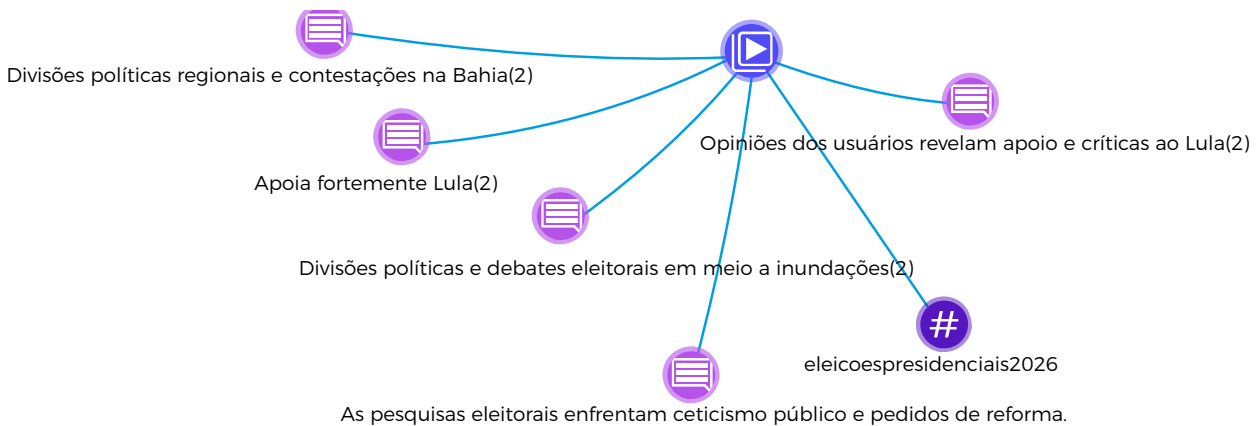 Divisões políticas regionais e contestações na Bahia(2)
Opiniões dos usuários revelam apoio e críticas ao Lula(2)
Apoia fortemente Lula(2)
Divisões políticas e debates eleitorais em meio a inundações(2)
#
eleicoespresidenciais2026
As pesquisas eleitorais enfrentam ceticismo público e pedidos de reforma.